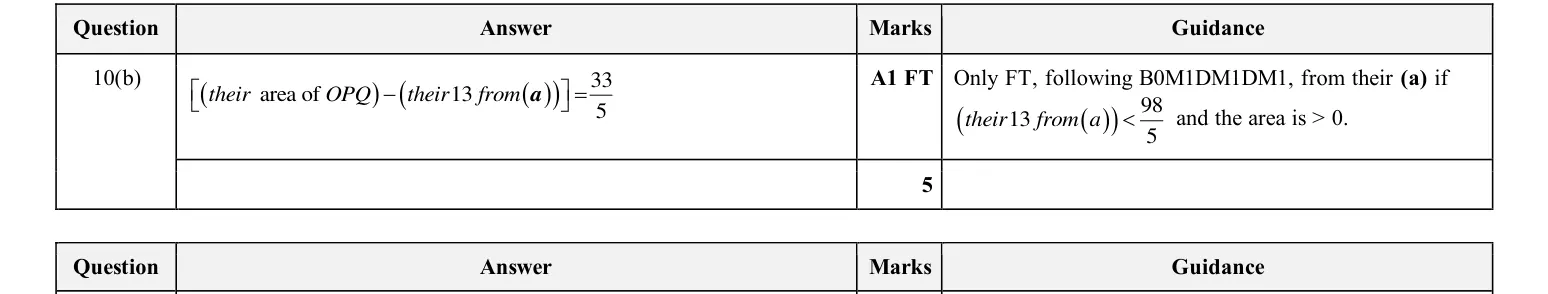 Question Answer Marks Guidance
10(b) [(their area of OPQ) − (their 13 from (a))] = 33/5 A1 FT Only FT, following B0M1DM1DM1, from their (a) if
(their 13 from (a)) < 98/5 and the area is > 0.
5
Question Answer Marks Guidance